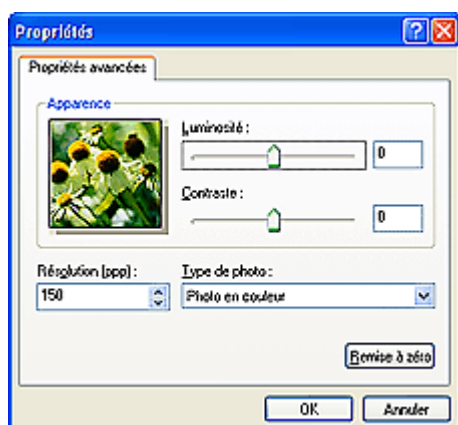 Propriétés
Propriétés avancées
Apparence
Luminosité :
0
Contraste :
0
Résolution (ppp) :
Type de photo :
150
Photo en couleur
Remise à zéro
OK
Annuler